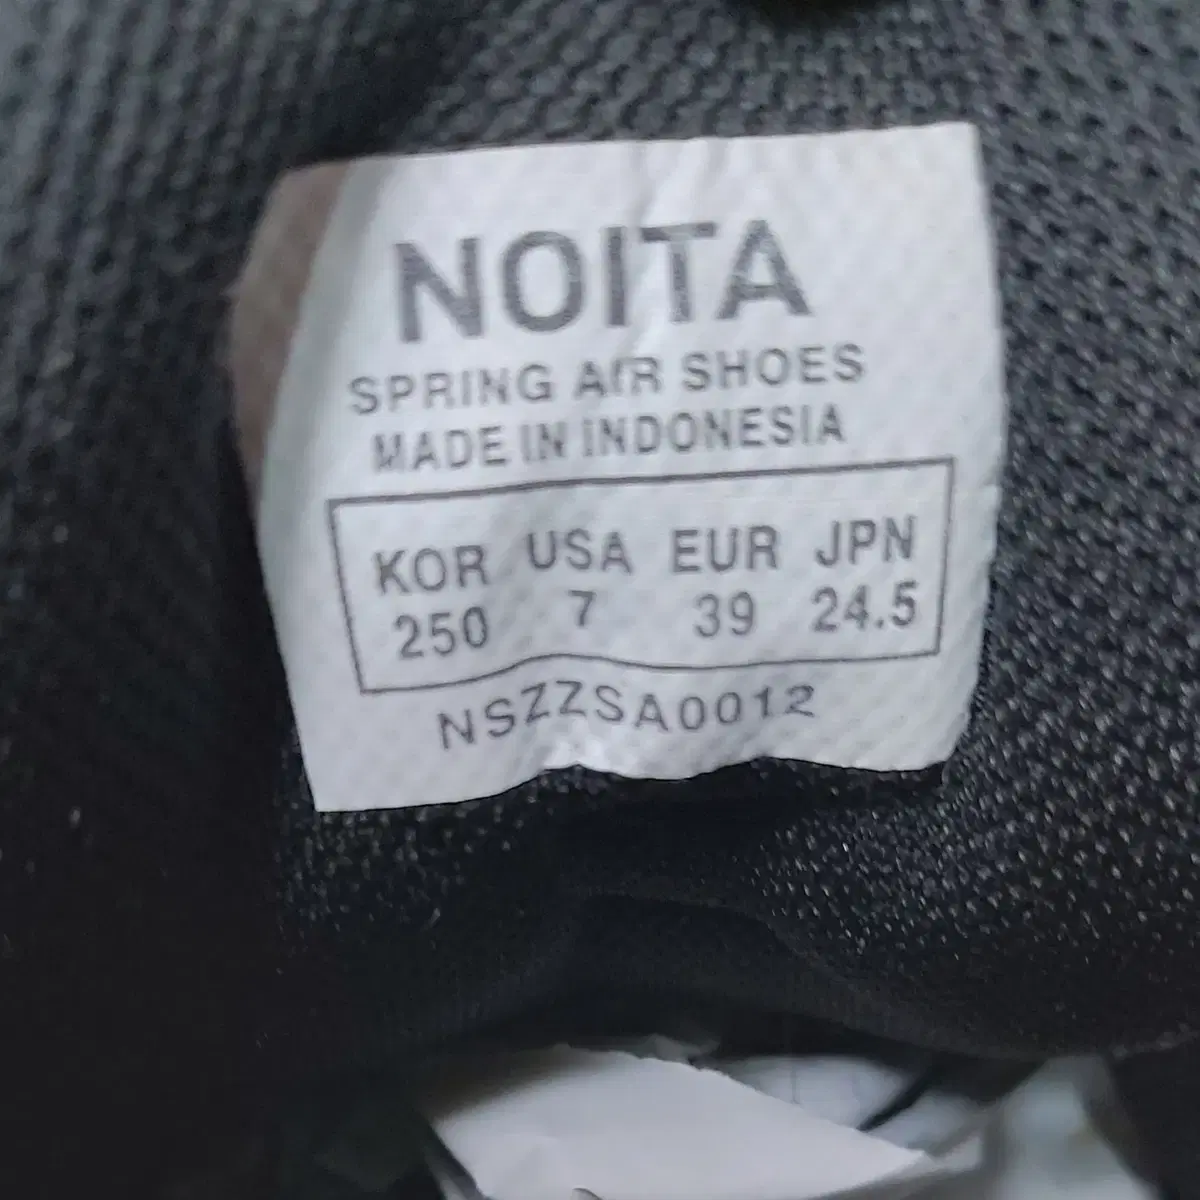 NOITA
SPRING AIR SHOES
MADE IN INDONESIA
KOR USA EUR JPN
250 7 39 24.5
NSZZSA0012